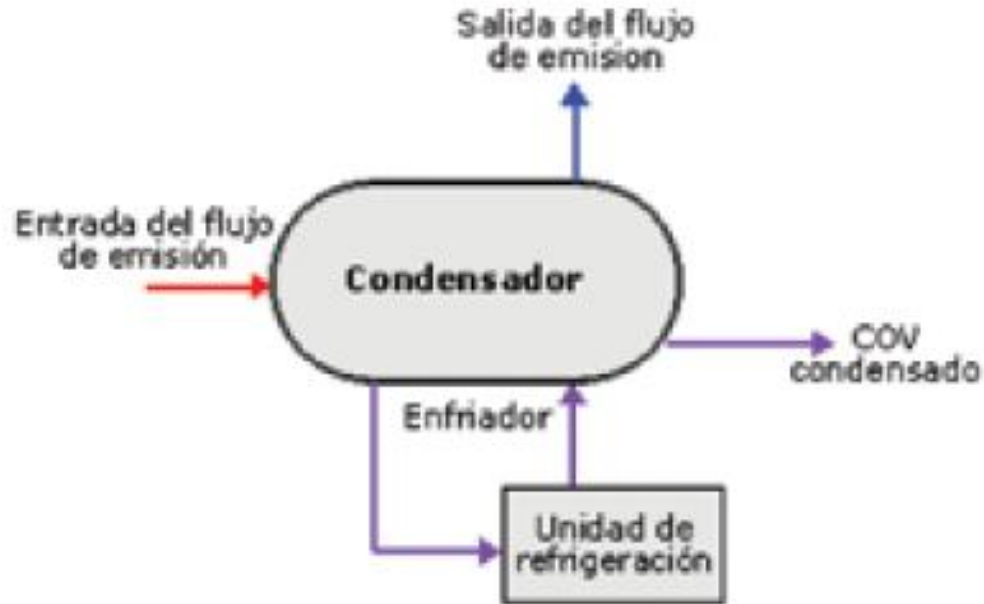 Salida del flujo
de emision
Entrada del flujo
de emisión
Condensador
COV
condensado
Enfriador
Unidad de
refrigeración